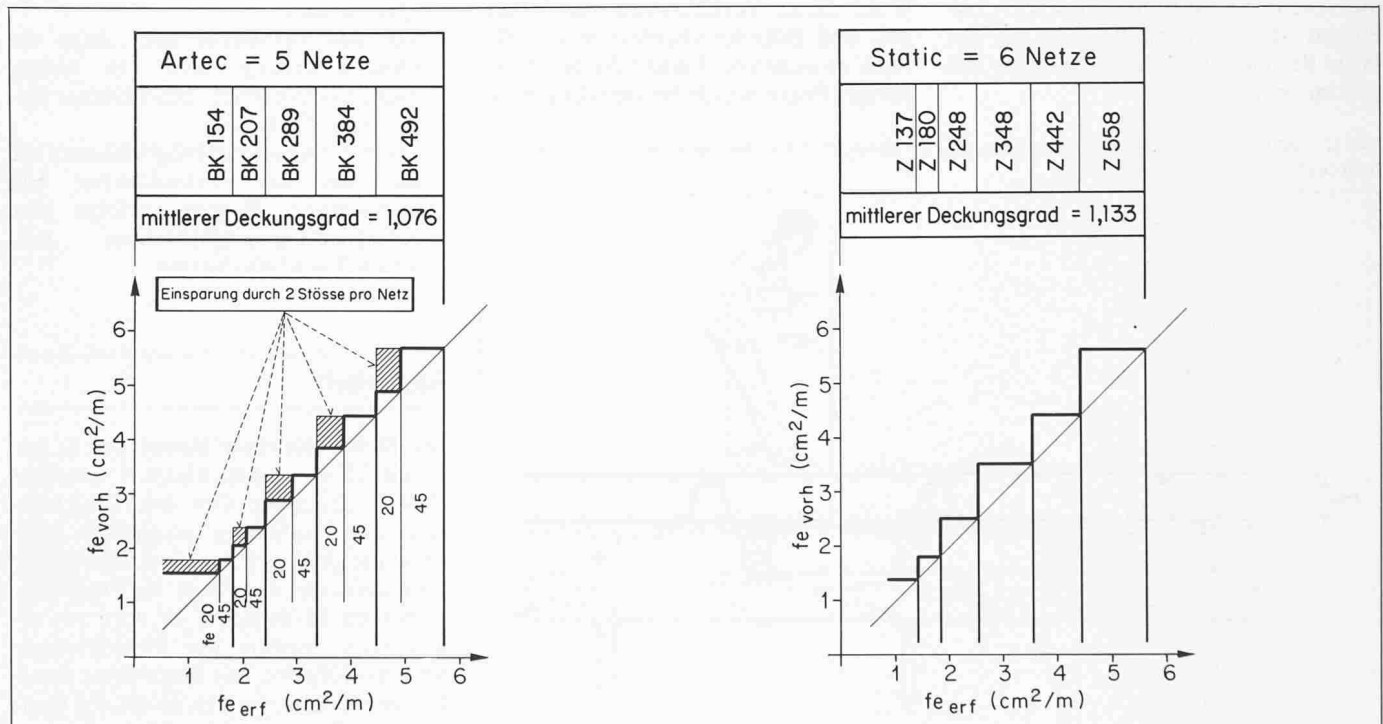 Artec = 5 Netze
BK 154
BK 207
BK 289
BK 384
BK 492
mittlerer Deckungsgrad = 1,076
Einsparung durch 2 Stösse pro Netz
6
5
4
3
2
1
fe vorh (cm²/m)
fe 20
45
20
45
20
45
20
45
20
45
1 2 3 4 5 6
fe erf (cm²/m)
Static = 6 Netze
Z 137
Z 180
Z 248
Z 348
Z 442
Z 558
mittlerer Deckungsgrad = 1,133
6
5
4
3
2
1
fe vorh (cm²/m)
1 2 3 4 5 6
fe erf (cm²/m)